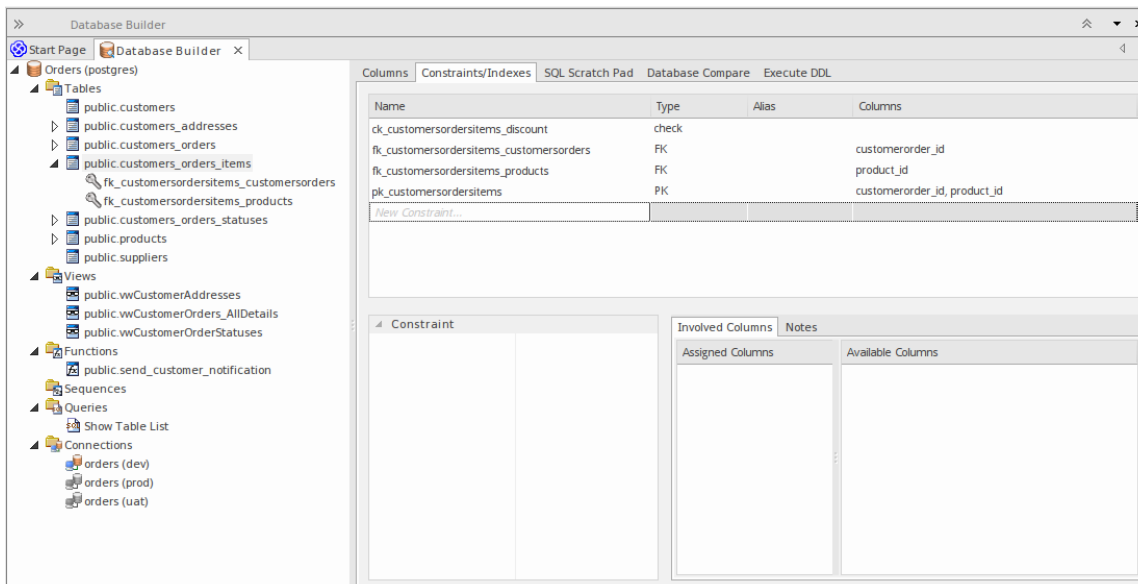 Database Builder
Start Page
Database Builder
Orders (postgres)
Tables
public.customers
public.customers_addresses
public.customers_orders
public.customers_orders_items
fk_customersordersitems_customersorders
fk_customersordersitems_products
public.customers_orders_statuses
public.products
public.suppliers
Views
public.vwCustomerAddresses
public.vwCustomerOrders_AllDetails
public.vwCustomerOrderStatuses
Functions
public.send_customer_notification
Sequences
Queries
Show Table List
Connections
orders (dev)
orders (prod)
orders (uat)
Columns Constraints/Indexes SQL Scratch Pad Database Compare Execute DDL
Name Type Alias Columns
ck_customersordersitems_discount check
fk_customersordersitems_customersorders FK customerorder_id
fk_customersordersitems_products FK product_id
pk_customersordersitems PK customerorder_id, product_id
New Constraint...
Constraint
Involved Columns Notes
Assigned Columns Available Columns